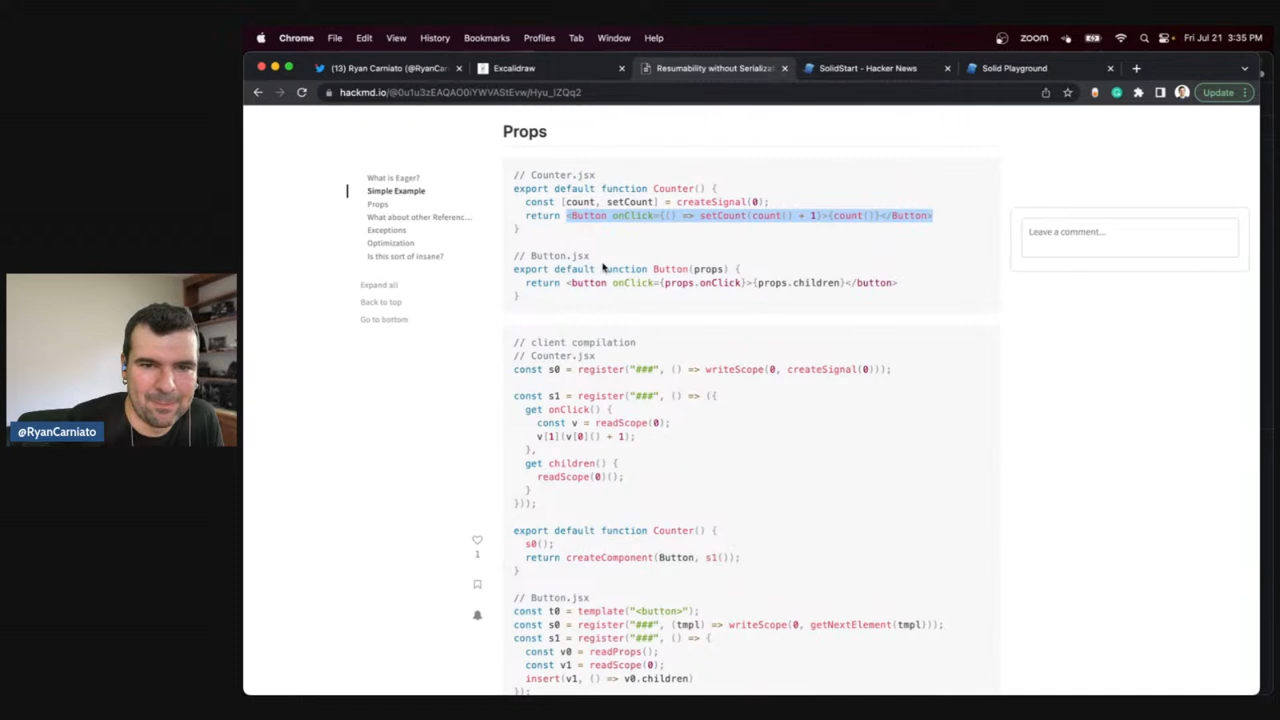 Chrome File Edit View History Bookmarks Profiles Tab Window Help zoom Fri Jul 21 3:35 PM
(13) Ryan Carniato (@RyanCar Excalidraw Resumability without Serializat SolidStart - Hacker News Solid Playground
hackmd.io/@0u1u3zEAQAO0iYWVAStEvw/Hyu_IZQq2 Update
Props
What is Eager?
Simple Example
Props
What about other Referenc...
Exceptions
Optimization
Is this sort of insane?
Expand all
Back to top
Go to bottom
// Counter.jsx
export default function Counter() {
const [count, setCount] = createSignal(0);
return <Button onClick={() => setCount(count() + 1)}>{count()}</Button>
}
// Button.jsx
export default function Button(props) {
return <button onClick={props.onClick}>{props.children}</button>
}
Leave a comment...
// client compilation
// Counter.jsx
const s0 = register("###", () => writeScope(0, createSignal(0)));
const s1 = register("###", () => ({
get onClick() {
const v = readScope(0);
v[1](v[0]() + 1);
},
get children() {
readScope(0)();
}
}));
export default function Counter() {
s0();
return createComponent(Button, s1());
}
// Button.jsx
const t0 = template("<button>");
const s0 = register("###", (tmpl) => writeScope(0, getNextElement(tmpl)));
const s1 = register("###", () => {
const v0 = readProps();
const v1 = readScope(0);
insert(v1, () => v0.children)
});
1
@RyanCarniato